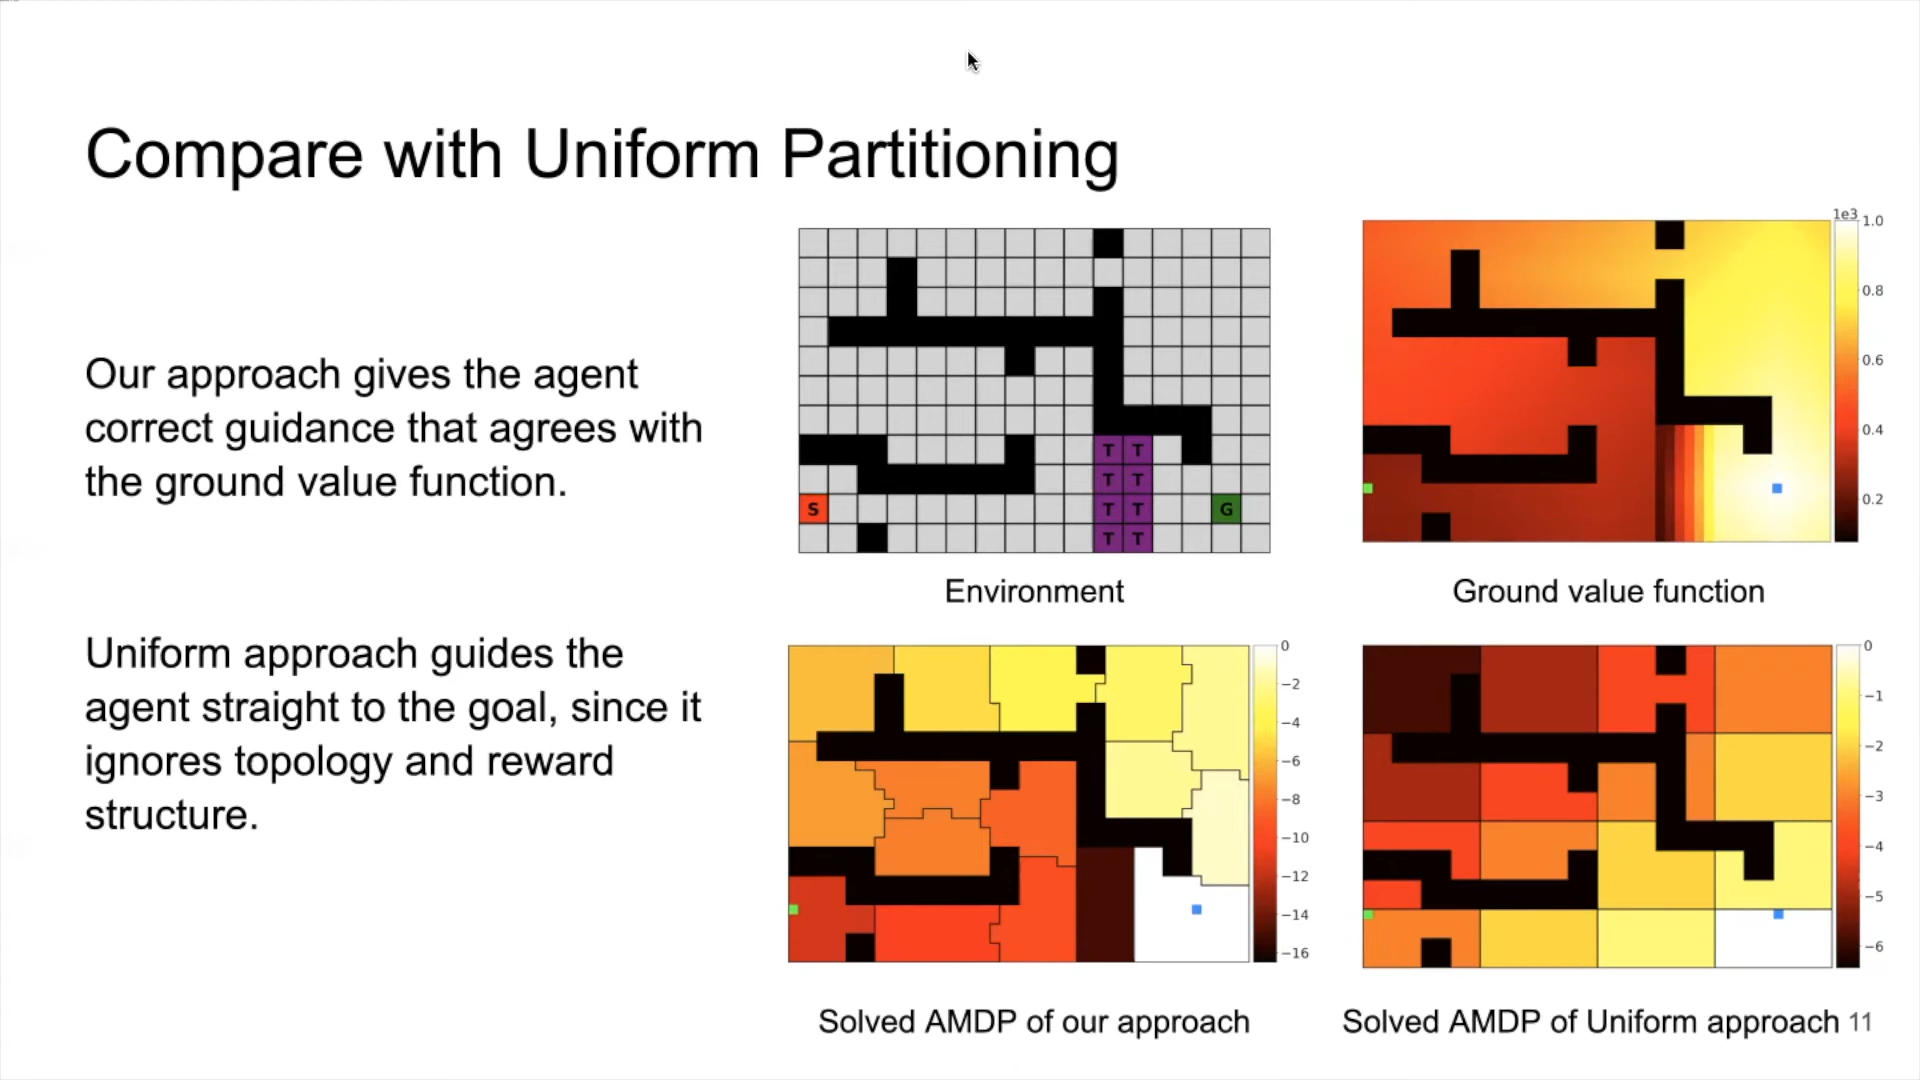 Compare with Uniform Partitioning
Our approach gives the agent
correct guidance that agrees with
the ground value function.
Uniform approach guides the
agent straight to the goal, since it
ignores topology and reward
structure.
T T
T T
S T T G
T T
Environment
1e3
1.0
0.8
0.6
0.4
0.2
Ground value function
0
−2
−4
−6
−8
−10
−12
−14
−16
Solved AMDP of our approach
0
−1
−2
−3
−4
−5
−6
Solved AMDP of Uniform approach
11